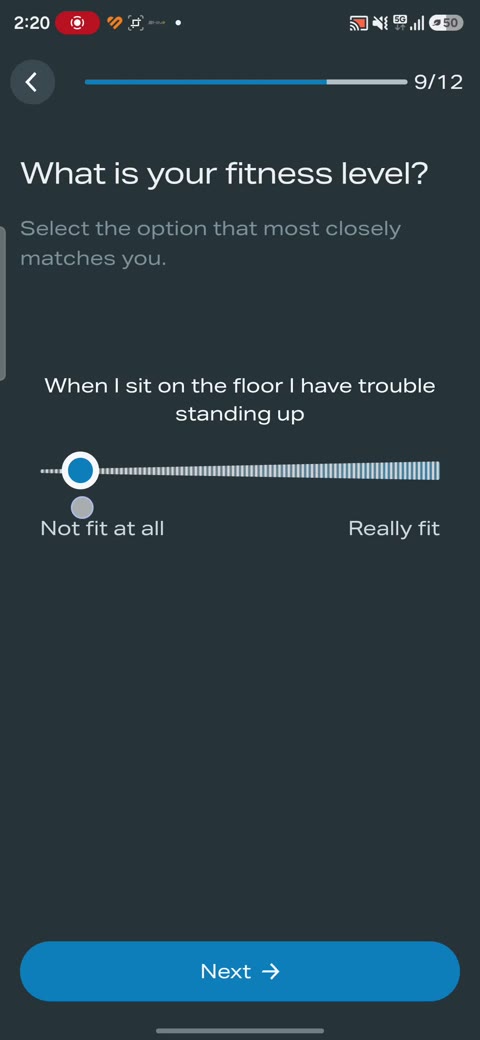 2:20
5G
50
9/12
What is your fitness level?
Select the option that most closely
matches you.
When I sit on the floor I have trouble
standing up
Not fit at all
Really fit
Next